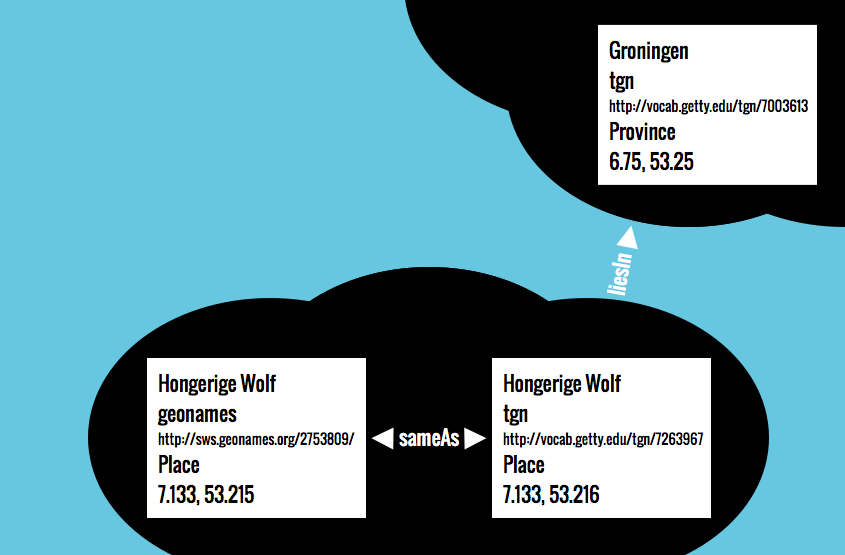 Groningen
tgn
http://vocab.getty.edu/tgn/7003613
Province
6.75, 53.25
liesIn
Hongerige Wolf
geonames
http://sws.geonames.org/2753809/
Place
7.133, 53.215
sameAs
Hongerige Wolf
tgn
http://vocab.getty.edu/tgn/7263967
Place
7.133, 53.216